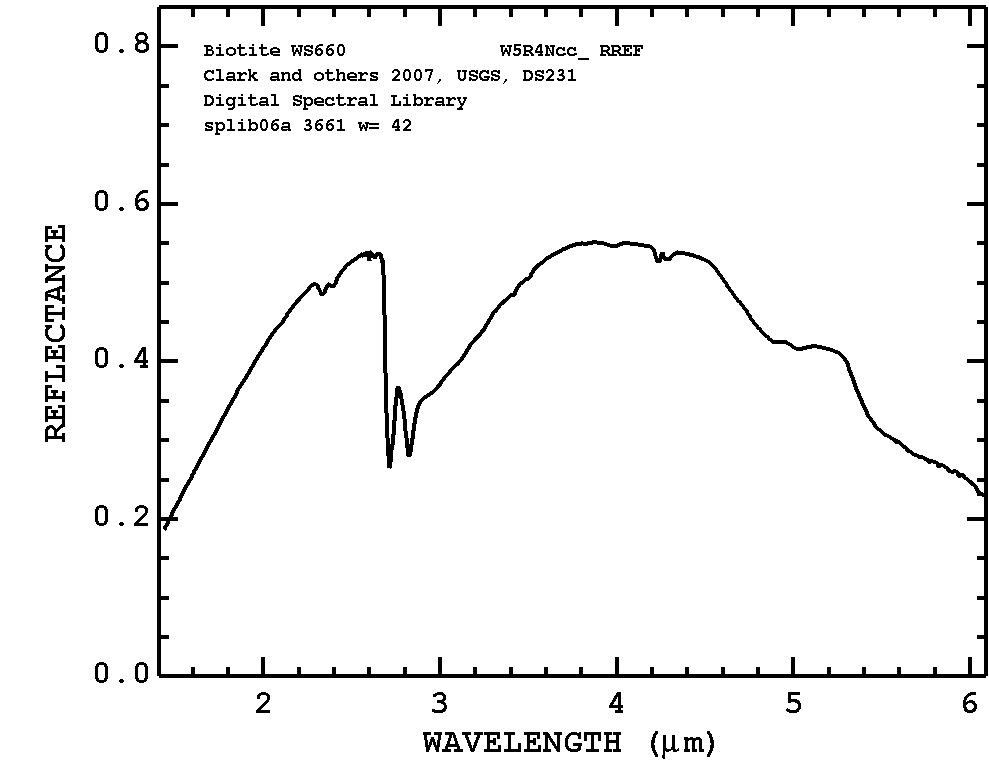 Biotite WS660 W5R4Ncc_ RREF
Clark and others 2007, USGS, DS231
Digital Spectral Library
splib06a 3661 w= 42
0.8
0.6
0.4
0.2
0.0
REFLECTANCE
2 3 4 5 6
WAVELENGTH (μm)